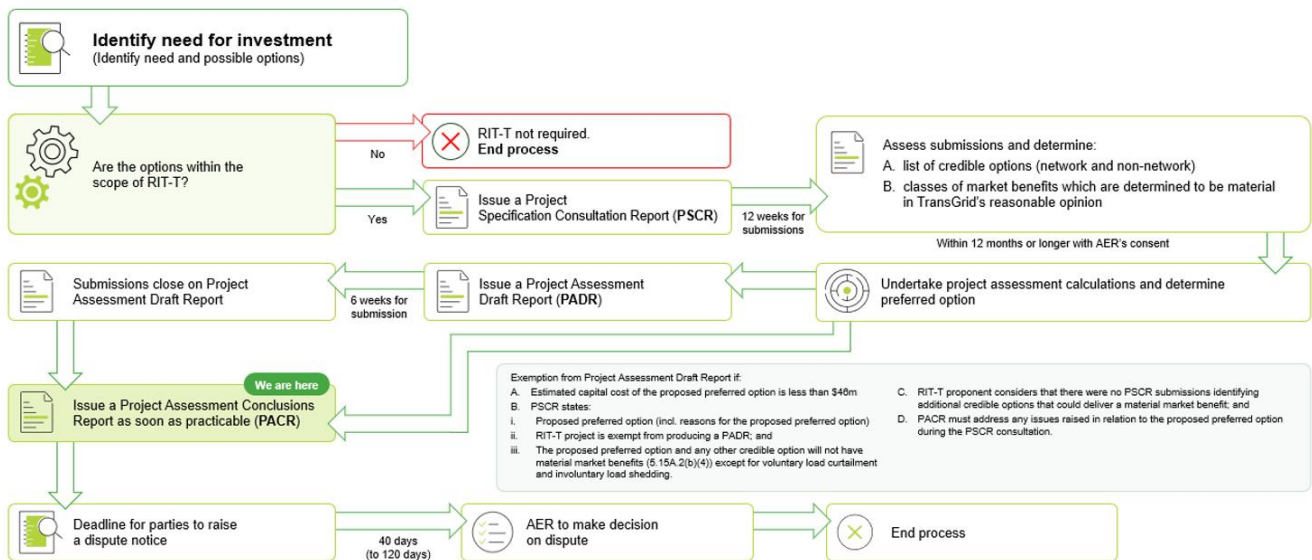 Identify need for investment
(Identify need and possible options)
Are the options within the
scope of RIT-T?
No
RIT-T not required.
End process
Yes
Issue a Project
Specification Consultation Report (PSCR)
12 weeks for
submissions
Assess submissions and determine:
A. list of credible options (network and non-network)
B. classes of market benefits which are determined to be material
in TransGrid's reasonable opinion
Within 12 months or longer with AER's consent
Undertake project assessment calculations and determine
preferred option
Issue a Project Assessment
Draft Report (PADR)
6 weeks for
submission
Submissions close on Project
Assessment Draft Report
We are here
Issue a Project Assessment Conclusions
Report as soon as practicable (PACR)
Exemption from Project Assessment Draft Report if:
A. Estimated capital cost of the proposed preferred option is less than $46m
B. PSCR states:
i. Proposed preferred option (incl. reasons for the proposed preferred option)
ii. RIT-T project is exempt from producing a PADR; and
iii. The proposed preferred option and any other credible option will not have
material market benefits (5.15A.2(b)(4)) except for voluntary load curtailment
and involuntary load shedding.
C. RIT-T proponent considers that there were no PSCR submissions identifying
additional credible options that could deliver a material market benefit; and
D. PACR must address any issues raised in relation to the proposed preferred option
during the PSCR consultation.
Deadline for parties to raise
a dispute notice
40 days
(to 120 days)
AER to make decision
on dispute
End process